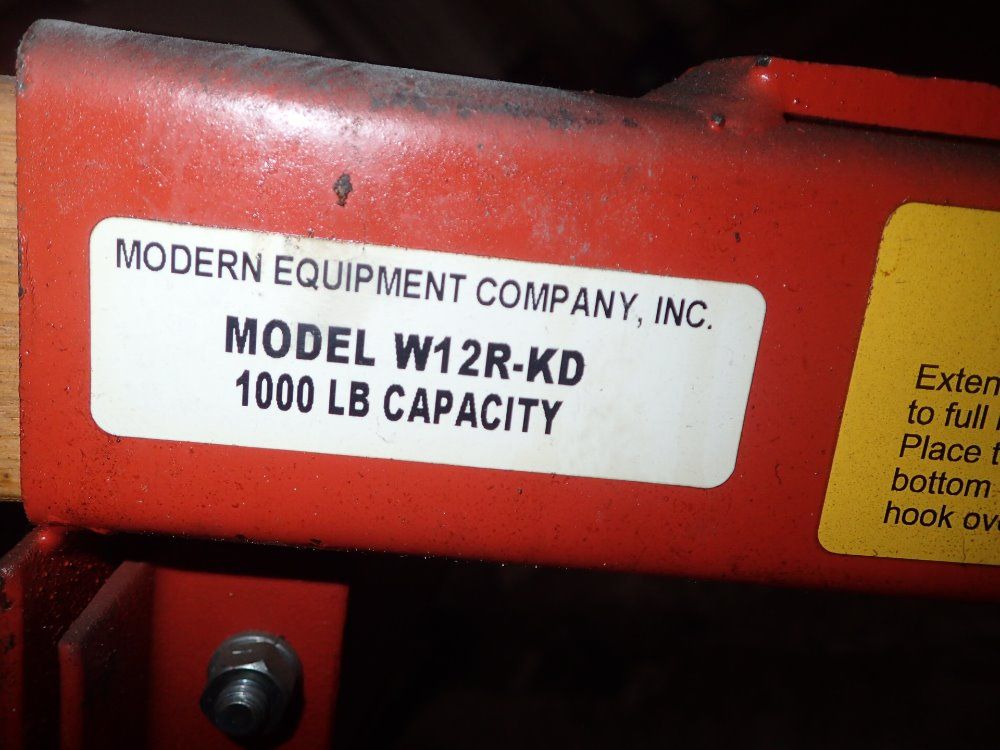 MODERN EQUIPMENT COMPANY, INC.
MODEL W12R-KD
1000 LB CAPACITY
to full
Place
bottom
hook